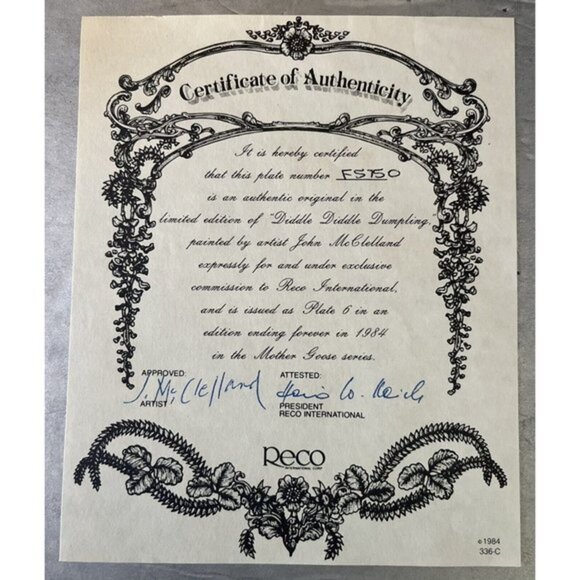 Certificate of Authenticity
It is hereby certified
that this plate number FS750
is an authentic original in the
limited edition of "Diddle Diddle Dumpling,
painted by artist John McClelland
expressly for and under exclusive
commission to Reco International,
and is issued as Plate 6 in an
edition ending forever in 1984
in the Mother Goose series.
APPROVED: ATTESTED:
J. McClelland
ARTIST PRESIDENT
RECO INTERNATIONAL
Reco
INTERNATIONAL CORP.
©1984
336-C